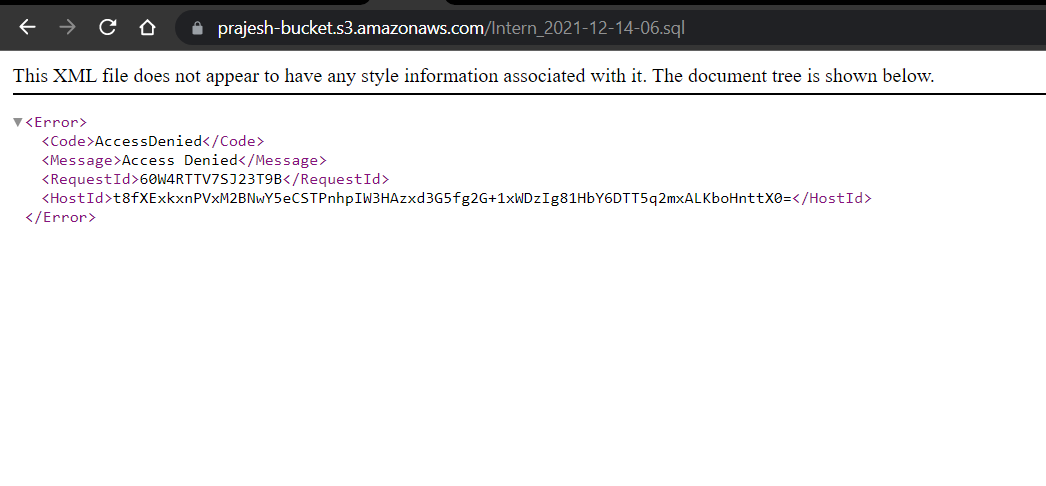 prajesh-bucket.s3.amazonaws.com/Intern_2021-12-14-06.sql
This XML file does not appear to have any style information associated with it. The document tree is shown below.
▼<Error>
<Code>AccessDenied</Code>
<Message>Access Denied</Message>
<RequestId>60W4RTTV7SJ23T9B</RequestId>
<HostId>t8fXExkxnPVxM2BNwY5eCSTPnhpIW3HAzxd3G5fg2G+1xWDzIg81HbY6DTT5q2mxALKboHnttX0=</HostId>
</Error>